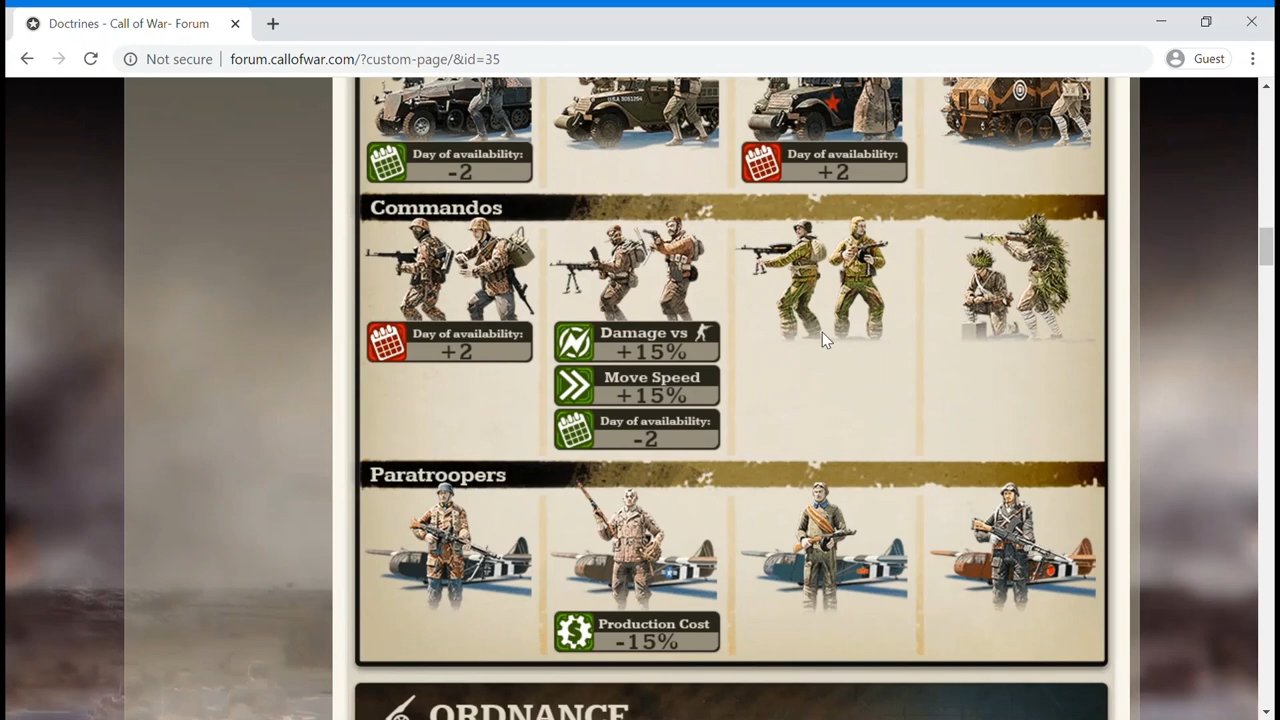 Doctrines - Call of War- Forum
Not secure
forum.callofwar.com/?custom-page/&id=35
Guest
U.S.A 5051294
Day of availability:
-2
Day of availability:
+2
Commandos
Day of availability:
+2
Damage vs
+15%
Move Speed
+15%
Day of availability:
-2
Paratroopers
Production Cost
-15%
ORDNANCE